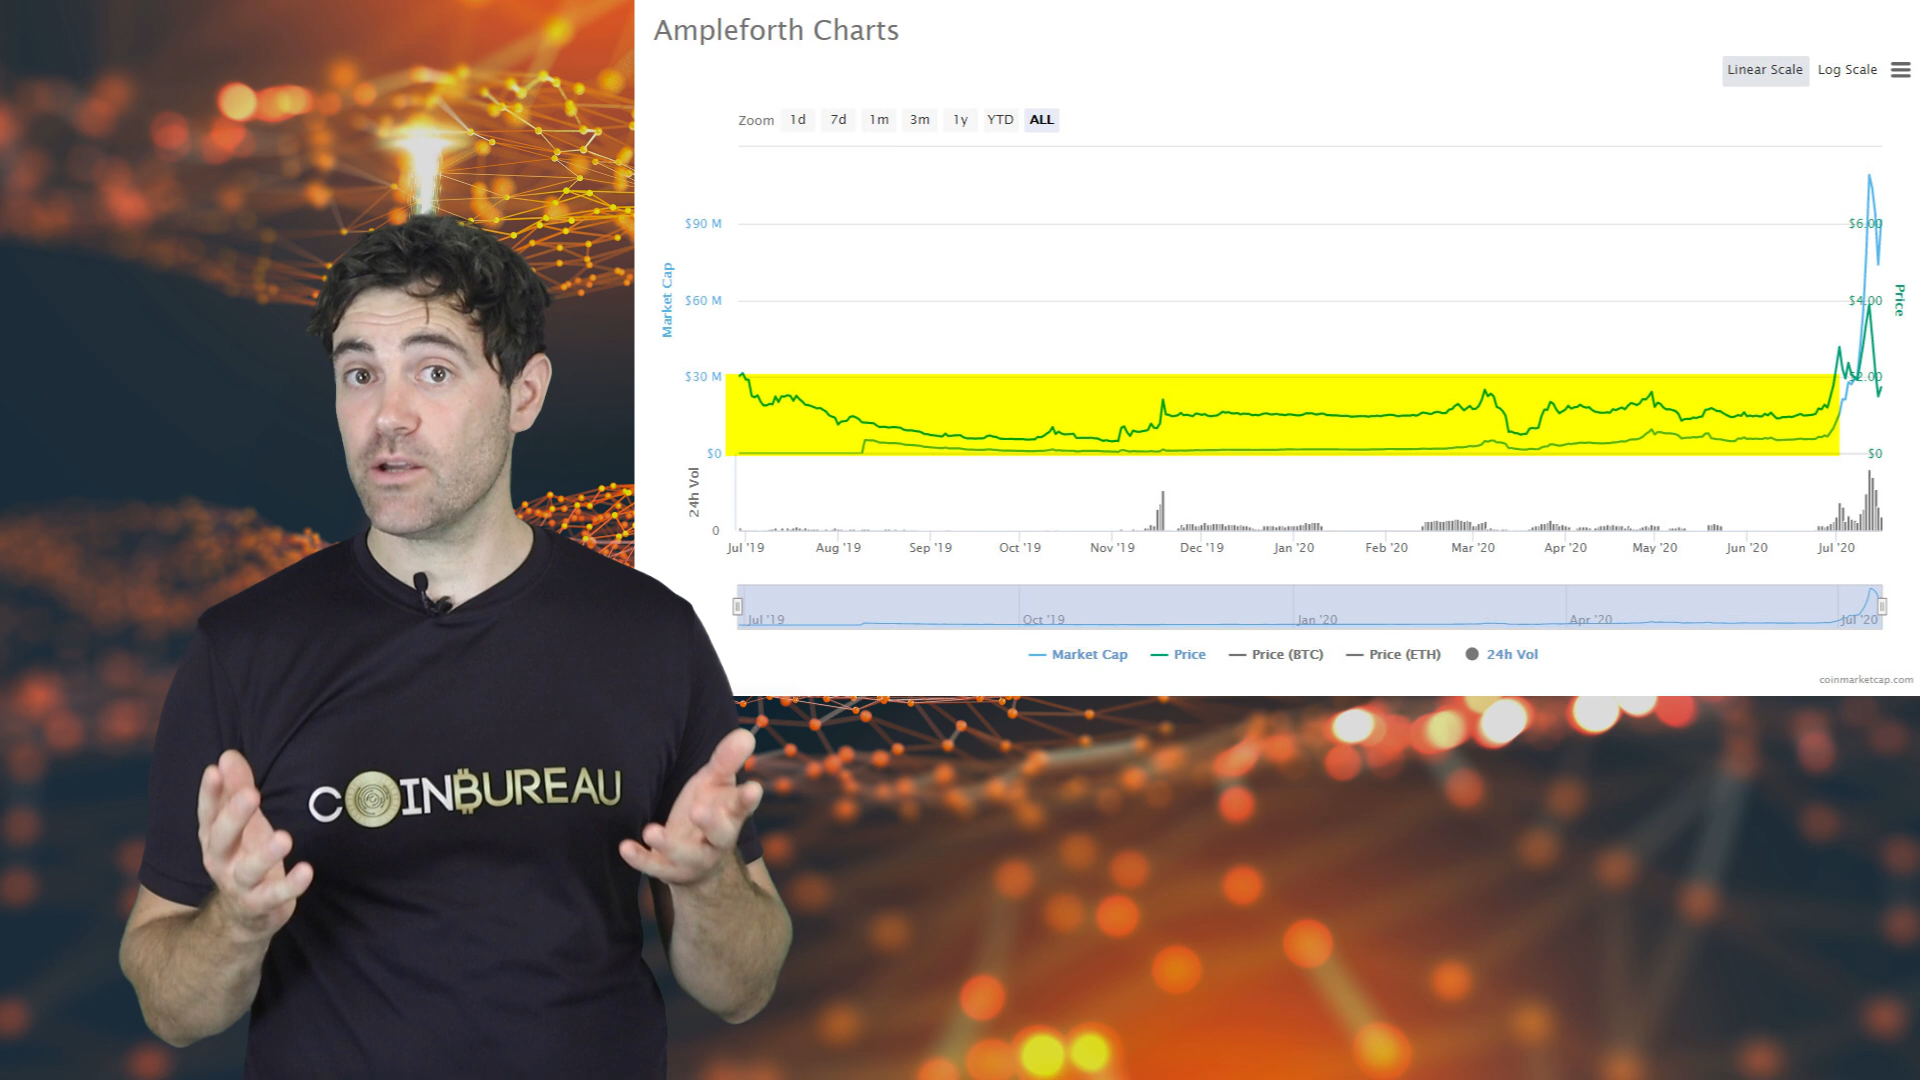 Ampleforth Charts
Linear Scale Log Scale
Zoom 1d 7d 1m 3m 1y YTD ALL
$90 M
$60 M
$30 M
$0
Market Cap
$6.00
$4.00
$2.00
$0
Price
24h Vol
0
Jul '19 Aug '19 Sep '19 Oct '19 Nov '19 Dec '19 Jan '20 Feb '20 Mar '20 Apr '20 May '20 Jun '20 Jul '20
Jul '19 Oct '19 Jan '20 Apr '20 Jul '20
Market Cap Price Price (BTC) Price (ETH) 24h Vol
coinmarketcap.com
COINBUREAU